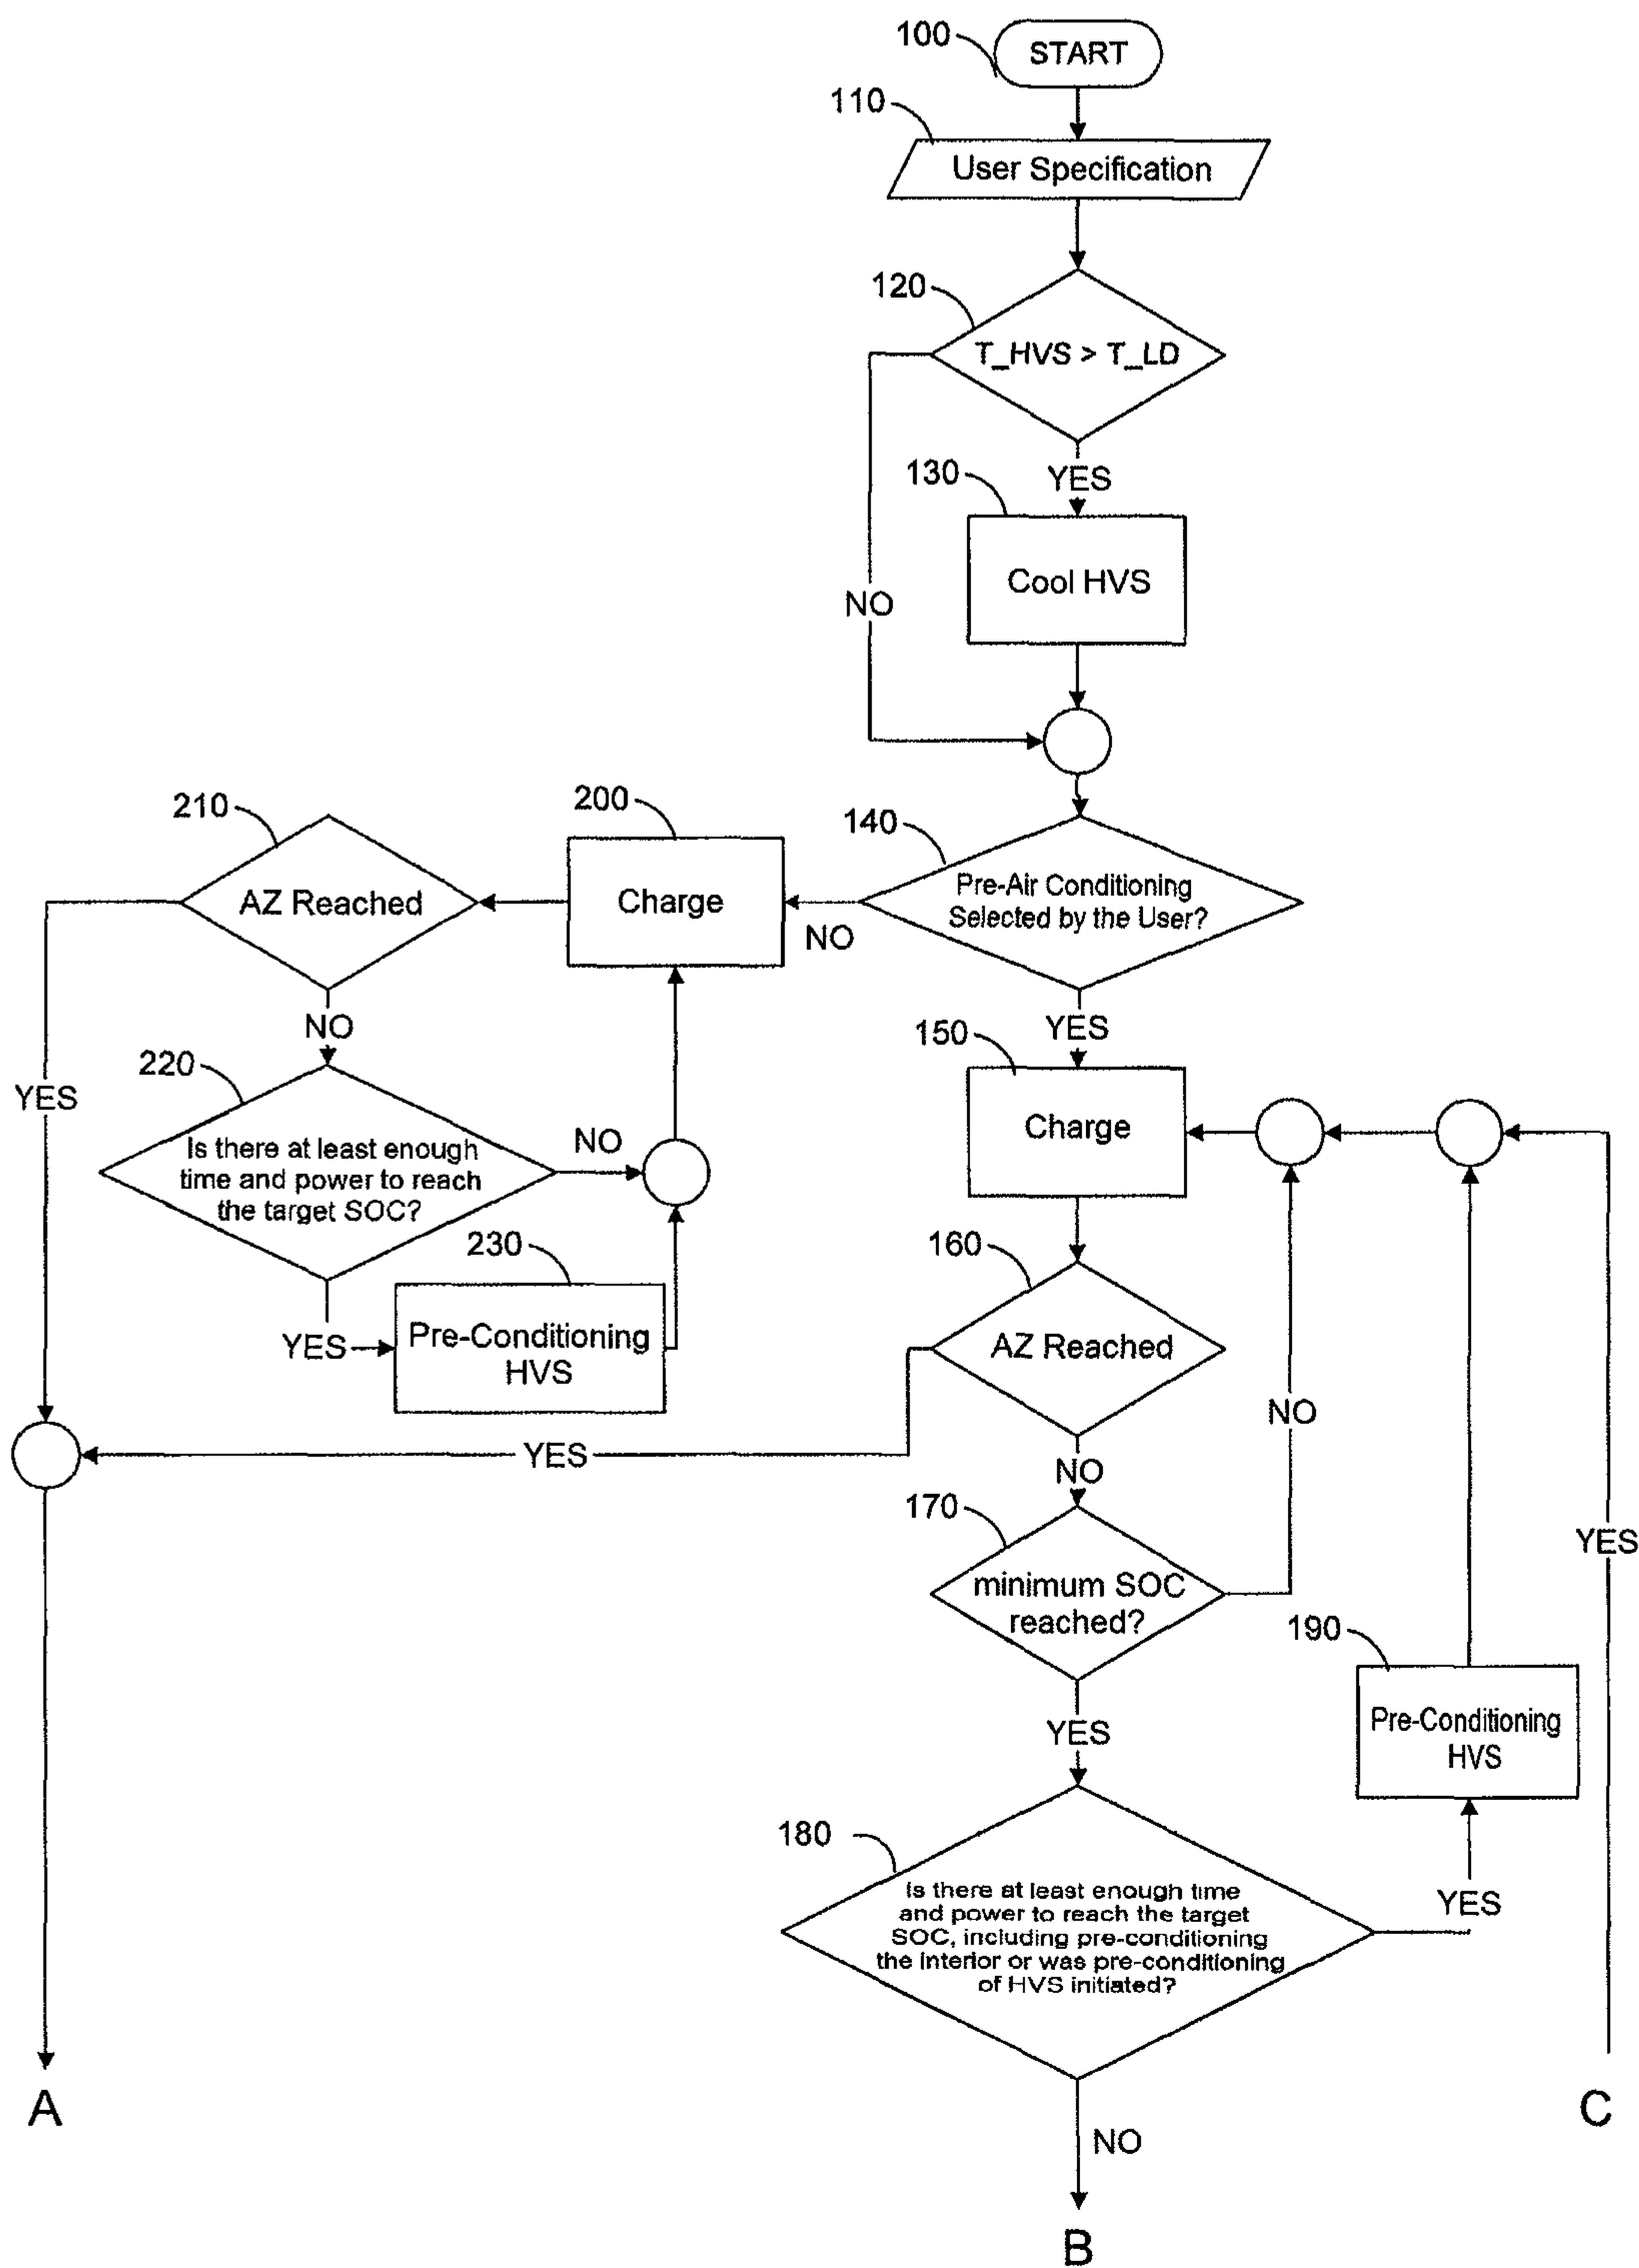 100
START
110
User Specification
120
T_HVS > T_LD
YES
130
Cool HVS
NO
140
Pre-Air Conditioning
Selected by the User?
NO
200
Charge
210
AZ Reached
NO
YES
220
Is there at least enough
time and power to reach
the target SOC?
NO
YES
230
Pre-Conditioning
HVS
YES
150
Charge
160
AZ Reached
YES
NO
170
minimum SOC
reached?
NO
YES
180
Is there at least enough time
and power to reach the target
SOC, including pre-conditioning
the interior or was pre-conditioning
of HVS initiated?
YES
190
Pre-Conditioning
HVS
YES
NO
A
B
C